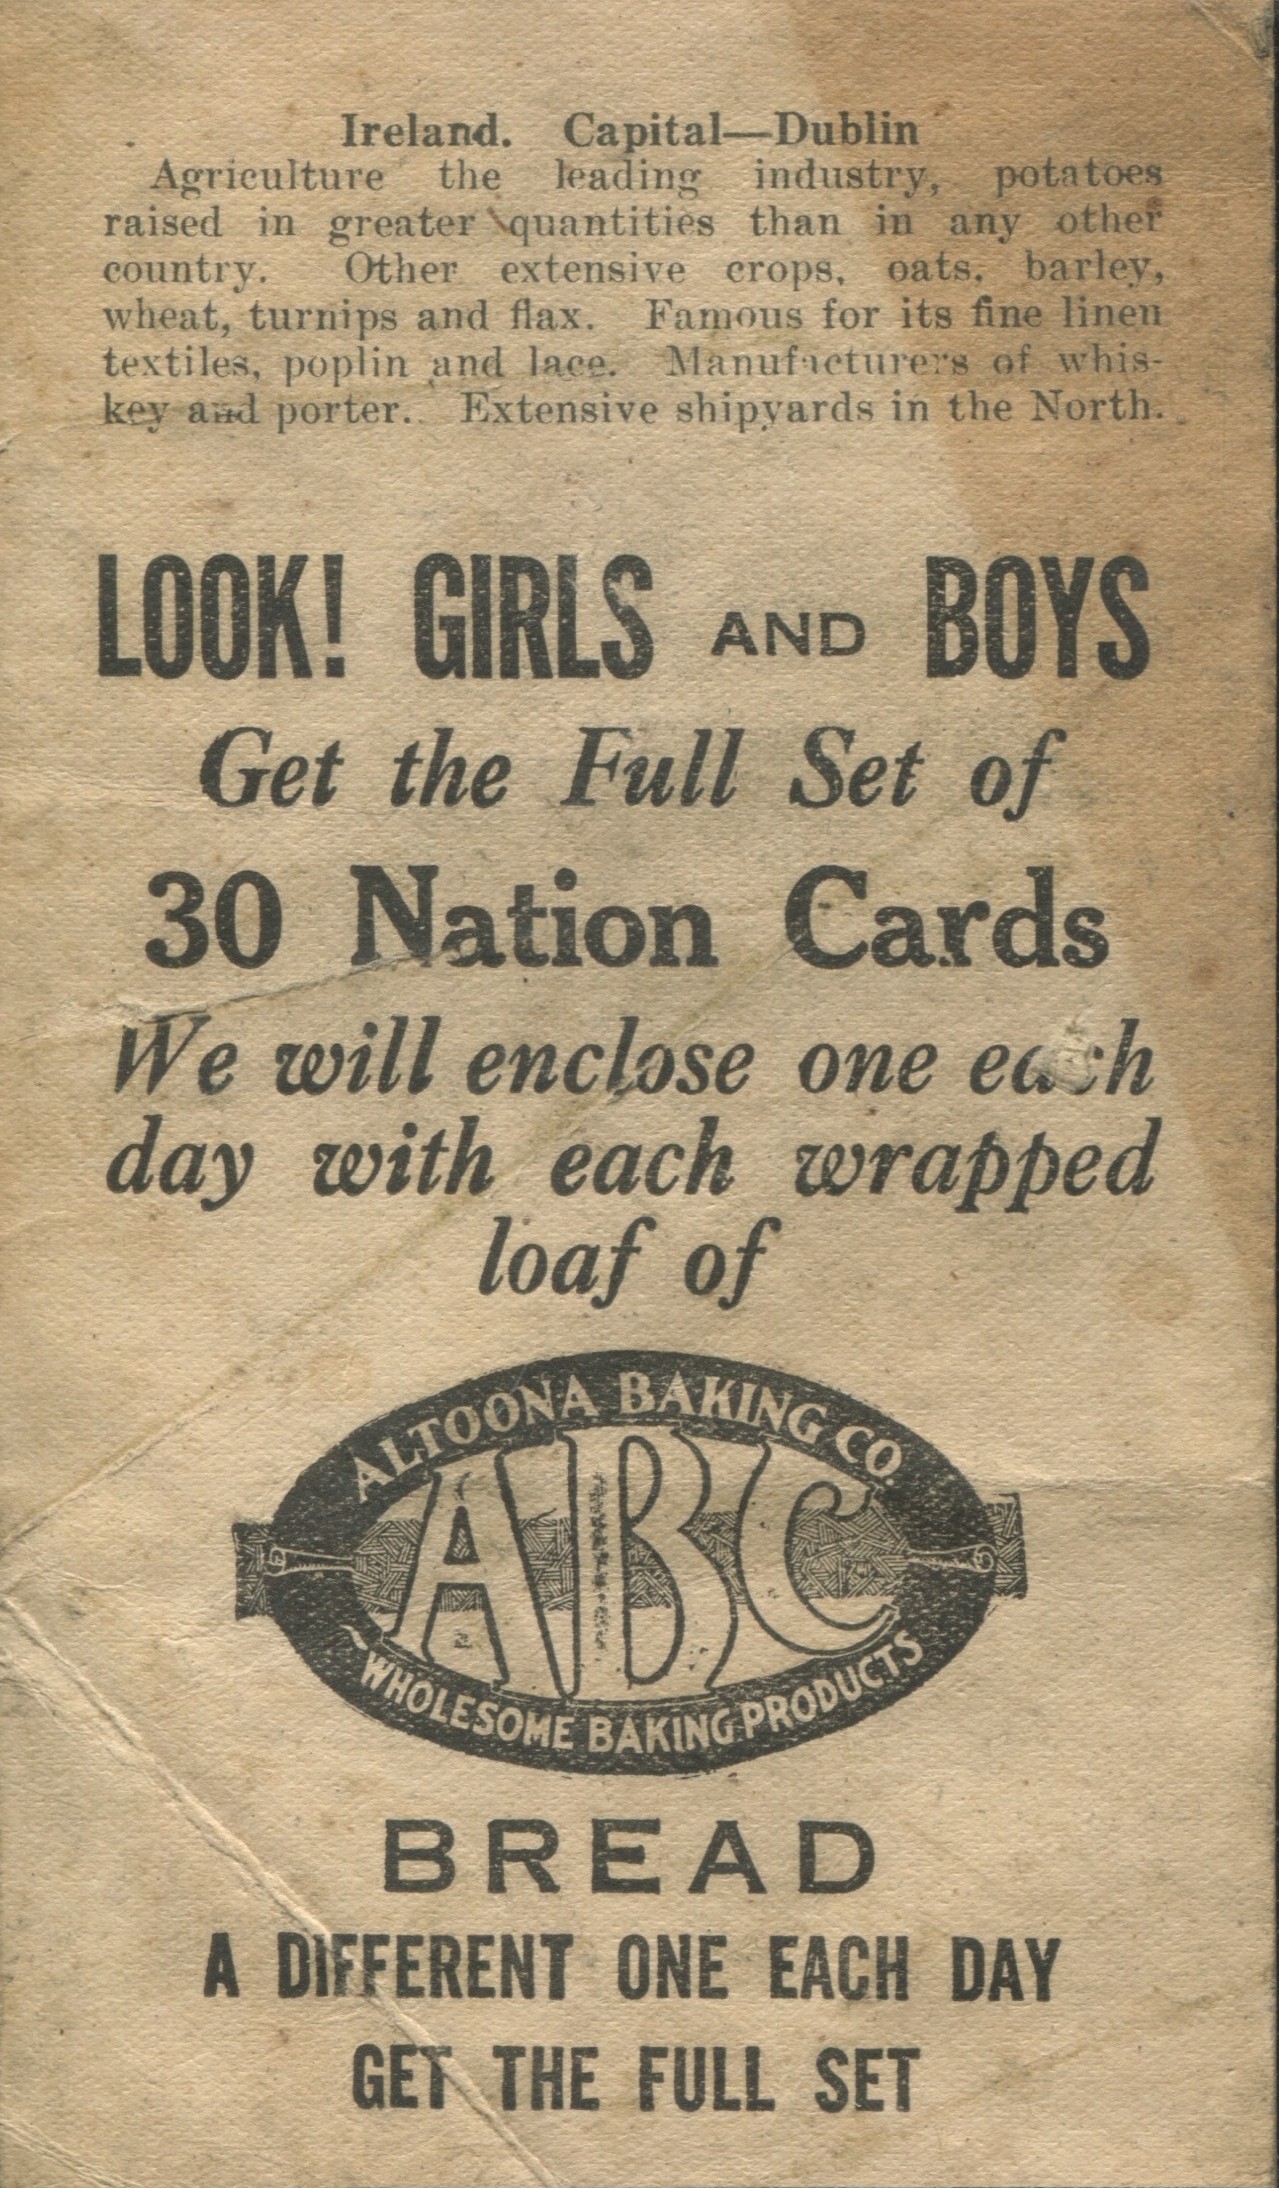 Ireland. Capital—Dublin
Agriculture the leading industry, potatoes
raised in greater quantities than in any other
country. Other extensive crops, oats, barley,
wheat, turnips and flax. Famous for its fine linen
textiles, poplin and lace. Manufacturers of whis-
key and porter. Extensive shipyards in the North.
LOOK! GIRLS AND BOYS
Get the Full Set of
30 Nation Cards
We will enclose one each
day with each wrapped
loaf of
ALTOONA BAKING CO.
ABC
WHOLESOME BAKING PRODUCTS
BREAD
A DIFFERENT ONE EACH DAY
GET THE FULL SET